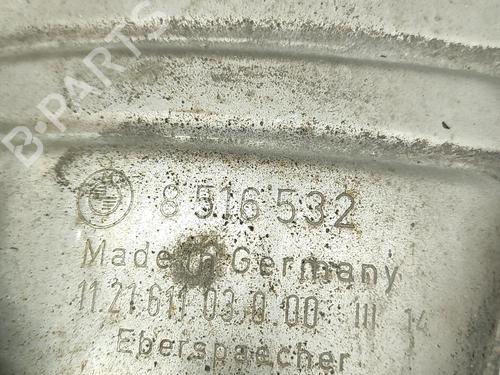 B-PARTS
8 516 532
Made in Germany
11.21.611 03.0.00 III 14
Eberspaecher